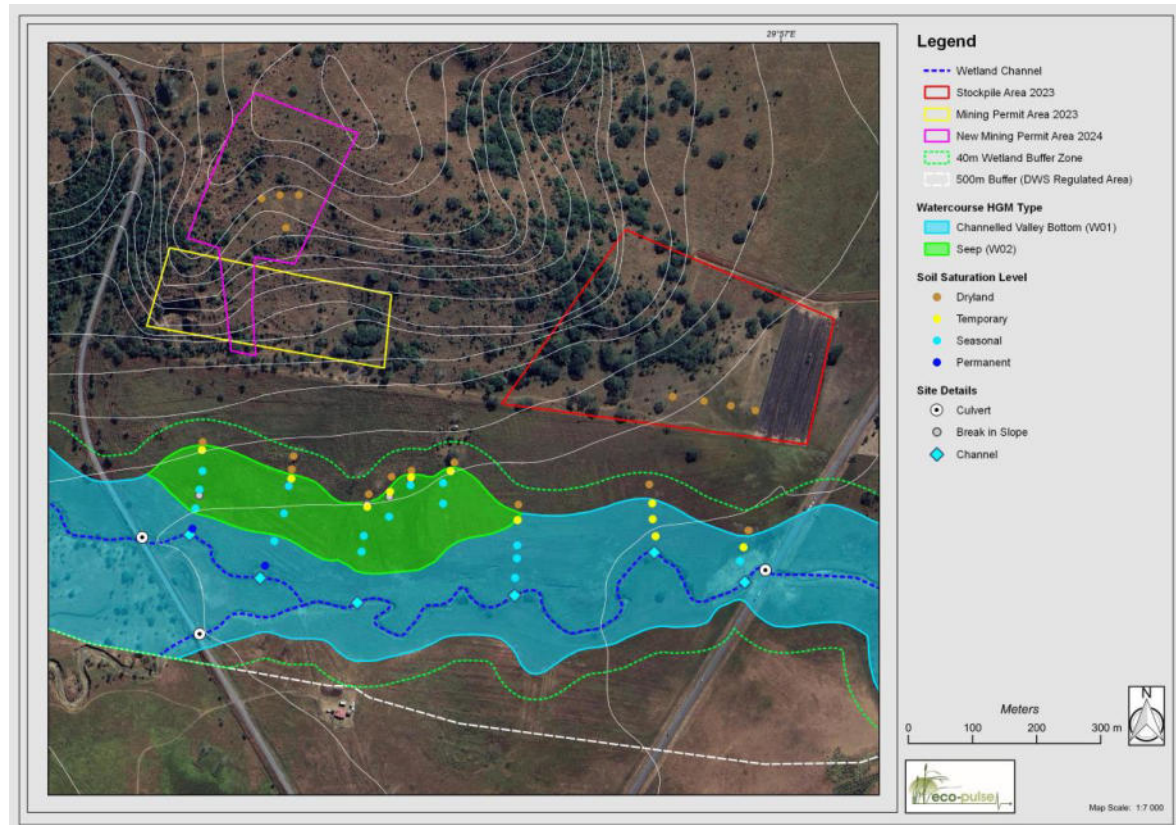 29°57'E
Legend
Wetland Channel
Stockpile Area 2023
Mining Permit Area 2023
New Mining Permit Area 2024
40m Wetland Buffer Zone
500m Buffer (DWS Regulated Area)
Watercourse HGM Type
Channelled Valley Bottom (W01)
Seep (W02)
Soil Saturation Level
Dryland
Temporary
Seasonal
Permanent
Site Details
Culvert
Break in Slope
Channel
Meters
0 100 200 300 m
N
eco-pulse
Map Scale: 1:7 000